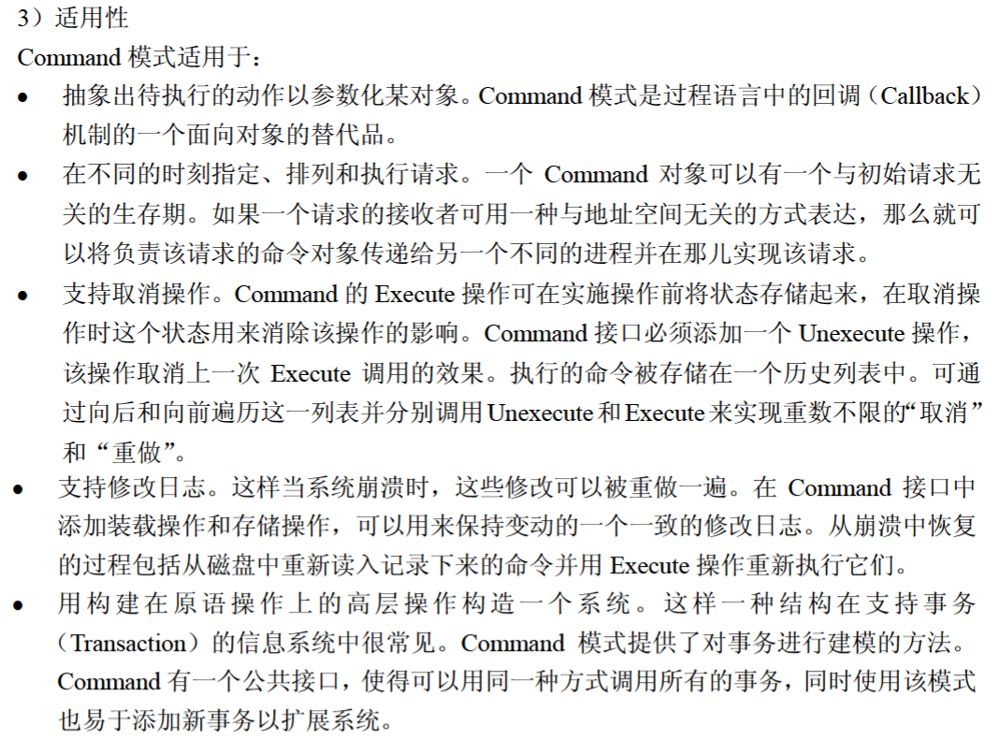 3）适用性
Command 模式适用于：
● 抽象出待执行的动作以参数化某对象。Command 模式是过程语言中的回调（Callback）
机制的一个面向对象的替代品。
● 在不同的时刻指定、排列和执行请求。一个 Command 对象可以有一个与初始请求无
关的生存期。如果一个请求的接收者可用一种与地址空间无关的方式表达，那么就可
以将负责该请求的命令对象传递给另一个不同的进程并在那儿实现该请求。
● 支持取消操作。Command 的 Execute 操作可在实施操作前将状态存储起来，在取消操
作时这个状态用来消除该操作的影响。Command 接口必须添加一个 Unexecute 操作，
该操作取消上一次 Execute 调用的效果。执行的命令被存储在一个历史列表中。可通
过向后和向前遍历这一列表并分别调用 Unexecute 和 Execute 来实现重数不限的“取消”
和“重做”。
● 支持修改日志。这样当系统崩溃时，这些修改可以被重做一遍。在 Command 接口中
添加装载操作和存储操作，可以用来保持变动的一个一致的修改日志。从崩溃中恢复
的过程包括从磁盘中重新读入记录下来的命令并用 Execute 操作重新执行它们。
● 用构建在原语操作上的高层操作构造一个系统。这样一种结构在支持事务
（Transaction）的信息系统中很常见。Command 模式提供了对事务进行建模的方法。
Command 有一个公共接口，使得可以用同一种方式调用所有的事务，同时使用该模式
也易于添加新事务以扩展系统。